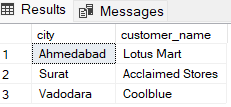 Results Messages
city customer_name
1 Ahmedabad Lotus Mart
2 Surat Acclaimed Stores
3 Vadodara Coolblue